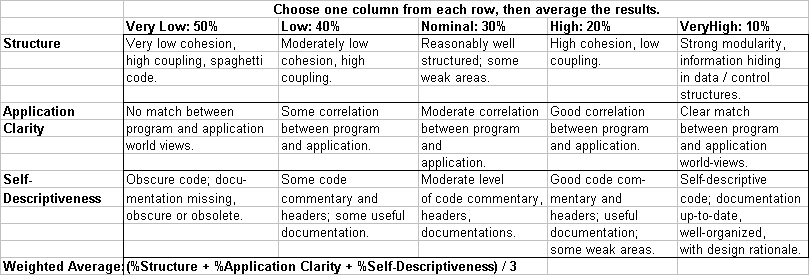 Choose one column from each row, then average the results.
Very Low: 50% Low: 40% Nominal: 30% High: 20% VeryHigh: 10%
Structure Very low cohesion, Moderately low Reasonably well High cohesion, low Strong modularity,
high coupling, spaghetti cohesion, high structured; some coupling. information hiding
code. coupling. weak areas. in data / control
structures.
Application No match between Some correlation Moderate correlation Good correlation Clear match
Clarity program and application between program between program between program between program
world views. and application. and and application. and application
application. world-views.
Self- Obscure code; docu- Some code Moderate level Good code com- Self-descriptive
Descriptiveness mentation missing, commentary and of code commentary, mentary and code; documentation
obscure or obsolete. headers; some useful headers, headers; useful up-to-date,
documentation. documentations. documentation; well-organized,
some weak areas. with design rationale.
Weighted Average: (%Structure + %Application Clarity + %Self-Descriptiveness) / 3